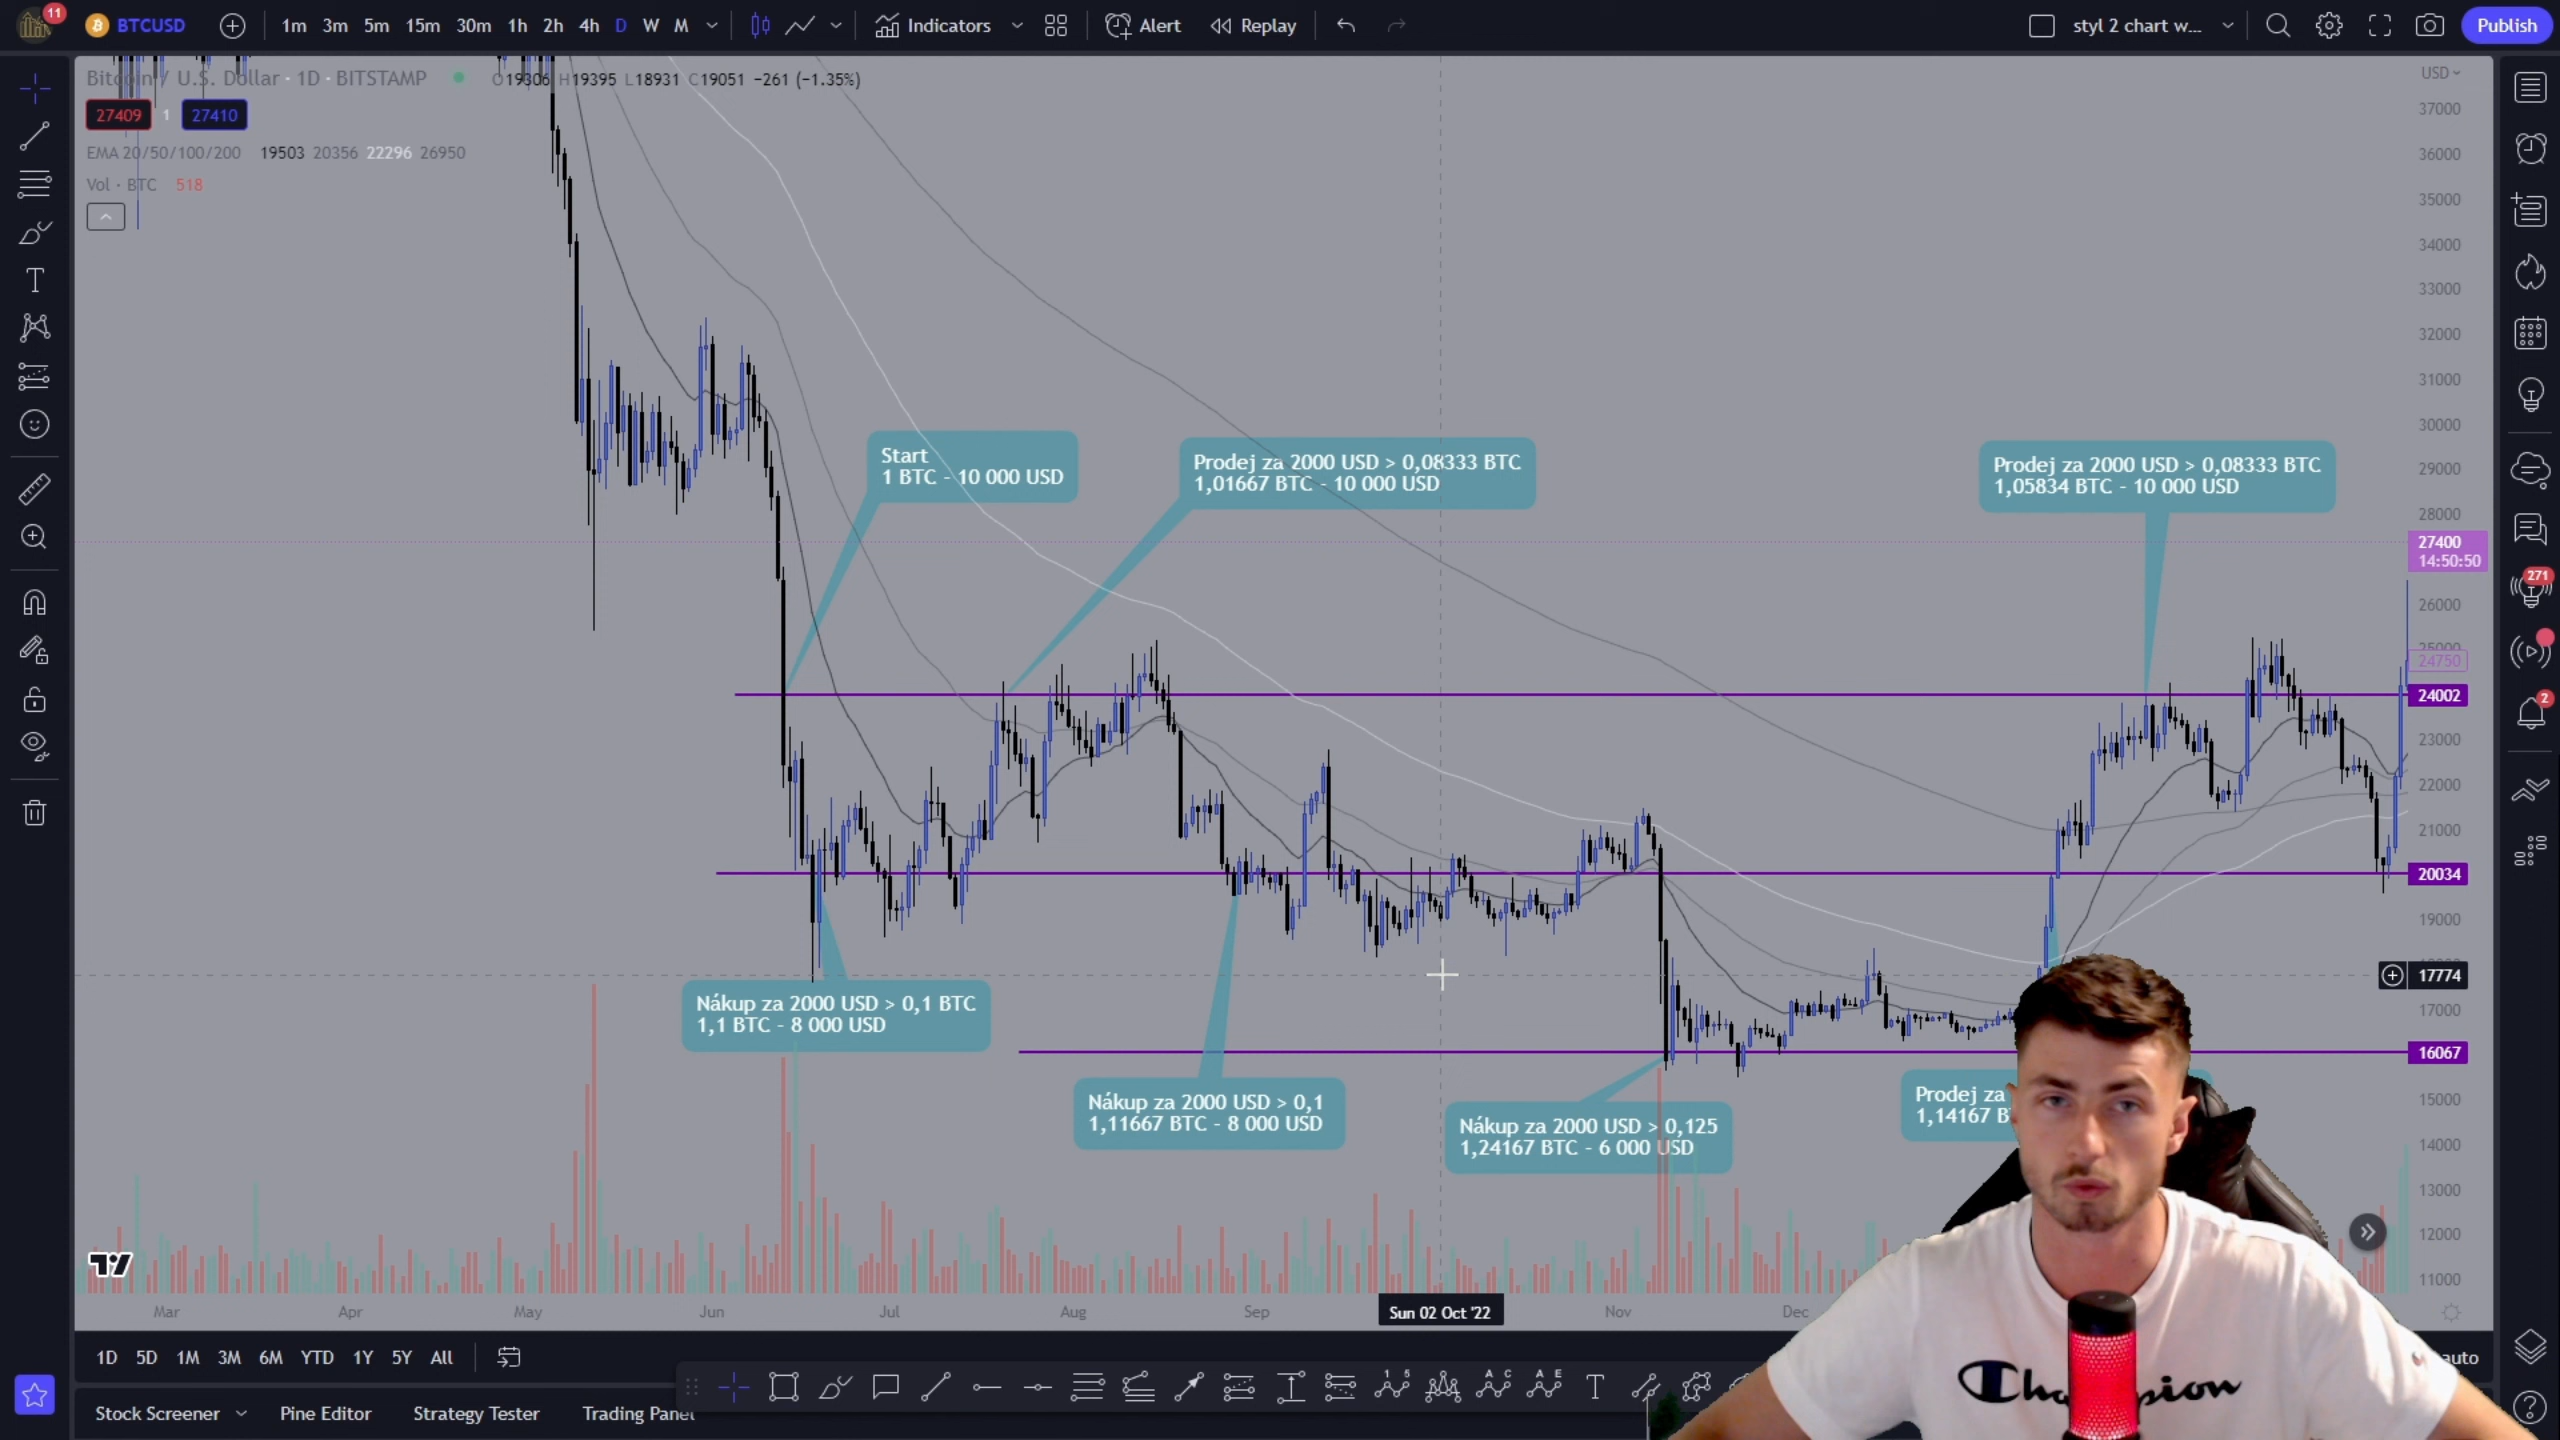 11
BTCUSD
1m 3m 5m 15m 30m 1h 2h 4h D W M
Indicators
Alert
Replay
styl 2 chart w...
Publish
Bitcoin / U.S. Dollar · 1D · BITSTAMP
O19306 H19395 L18931 C19051 −261 (−1.35%)
USD
27409 1 27410
EMA 20/50/100/200 19503 20356 22296 26950
Vol · BTC 518
37000
36000
35000
34000
33000
32000
31000
30000
29000
28000
27400
14:50:50
26000
25000
24750
24002
23000
22000
21000
20034
19000
17774
17000
16067
15000
14000
13000
12000
11000
271
2
Start
1 BTC - 10 000 USD
Prodej za 2000 USD > 0,08333 BTC
1,01667 BTC - 10 000 USD
Prodej za 2000 USD > 0,08333 BTC
1,05834 BTC - 10 000 USD
Nákup za 2000 USD > 0,1 BTC
1,1 BTC - 8 000 USD
Nákup za 2000 USD > 0,1
1,11667 BTC - 8 000 USD
Nákup za 2000 USD > 0,125
1,24167 BTC - 6 000 USD
Prodej za
1,14167
Mar Apr May Jun Jul Aug Sep Sun 02 Oct '22 Nov Dec
1D 5D 1M 3M 6M YTD 1Y 5Y All
auto
Stock Screener Pine Editor Strategy Tester Trading Panel
Champion